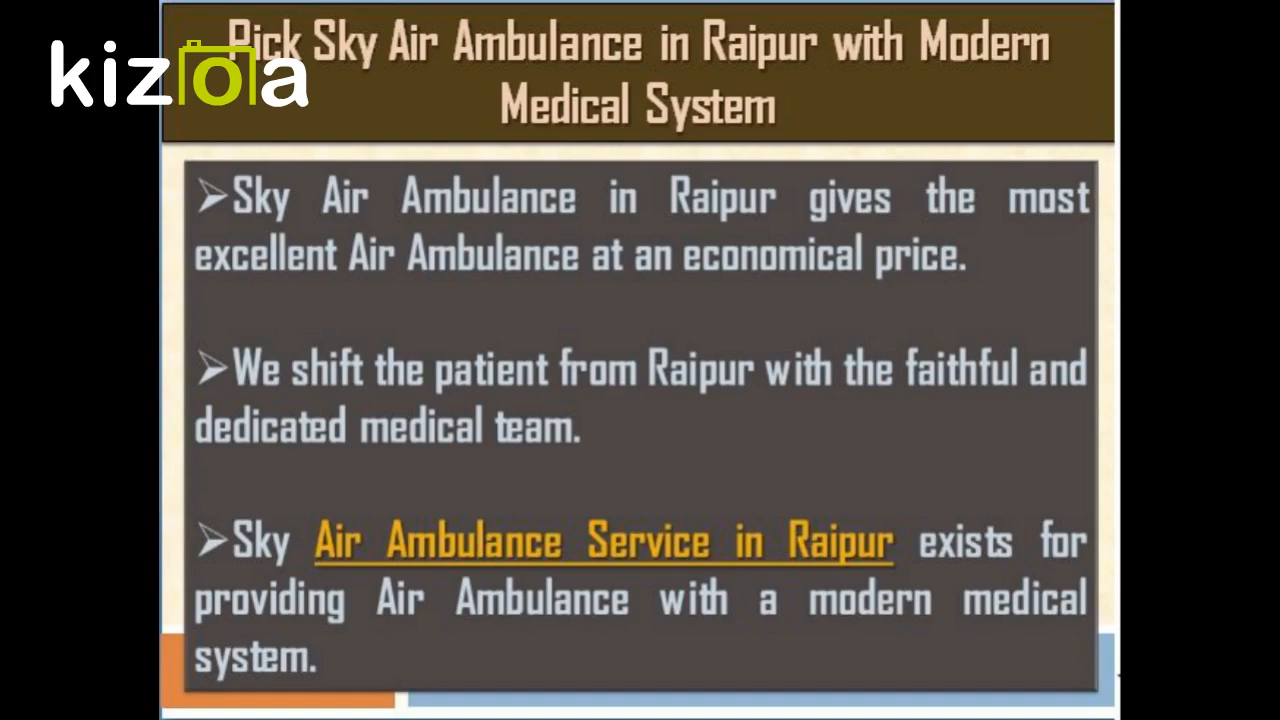 kizoa
Pick Sky Air Ambulance in Raipur with Modern
Medical System
➢Sky Air Ambulance in Raipur gives the most
excellent Air Ambulance at an economical price.
➢We shift the patient from Raipur with the faithful and
dedicated medical team.
➢Sky Air Ambulance Service in Raipur exists for
providing Air Ambulance with a modern medical
system.